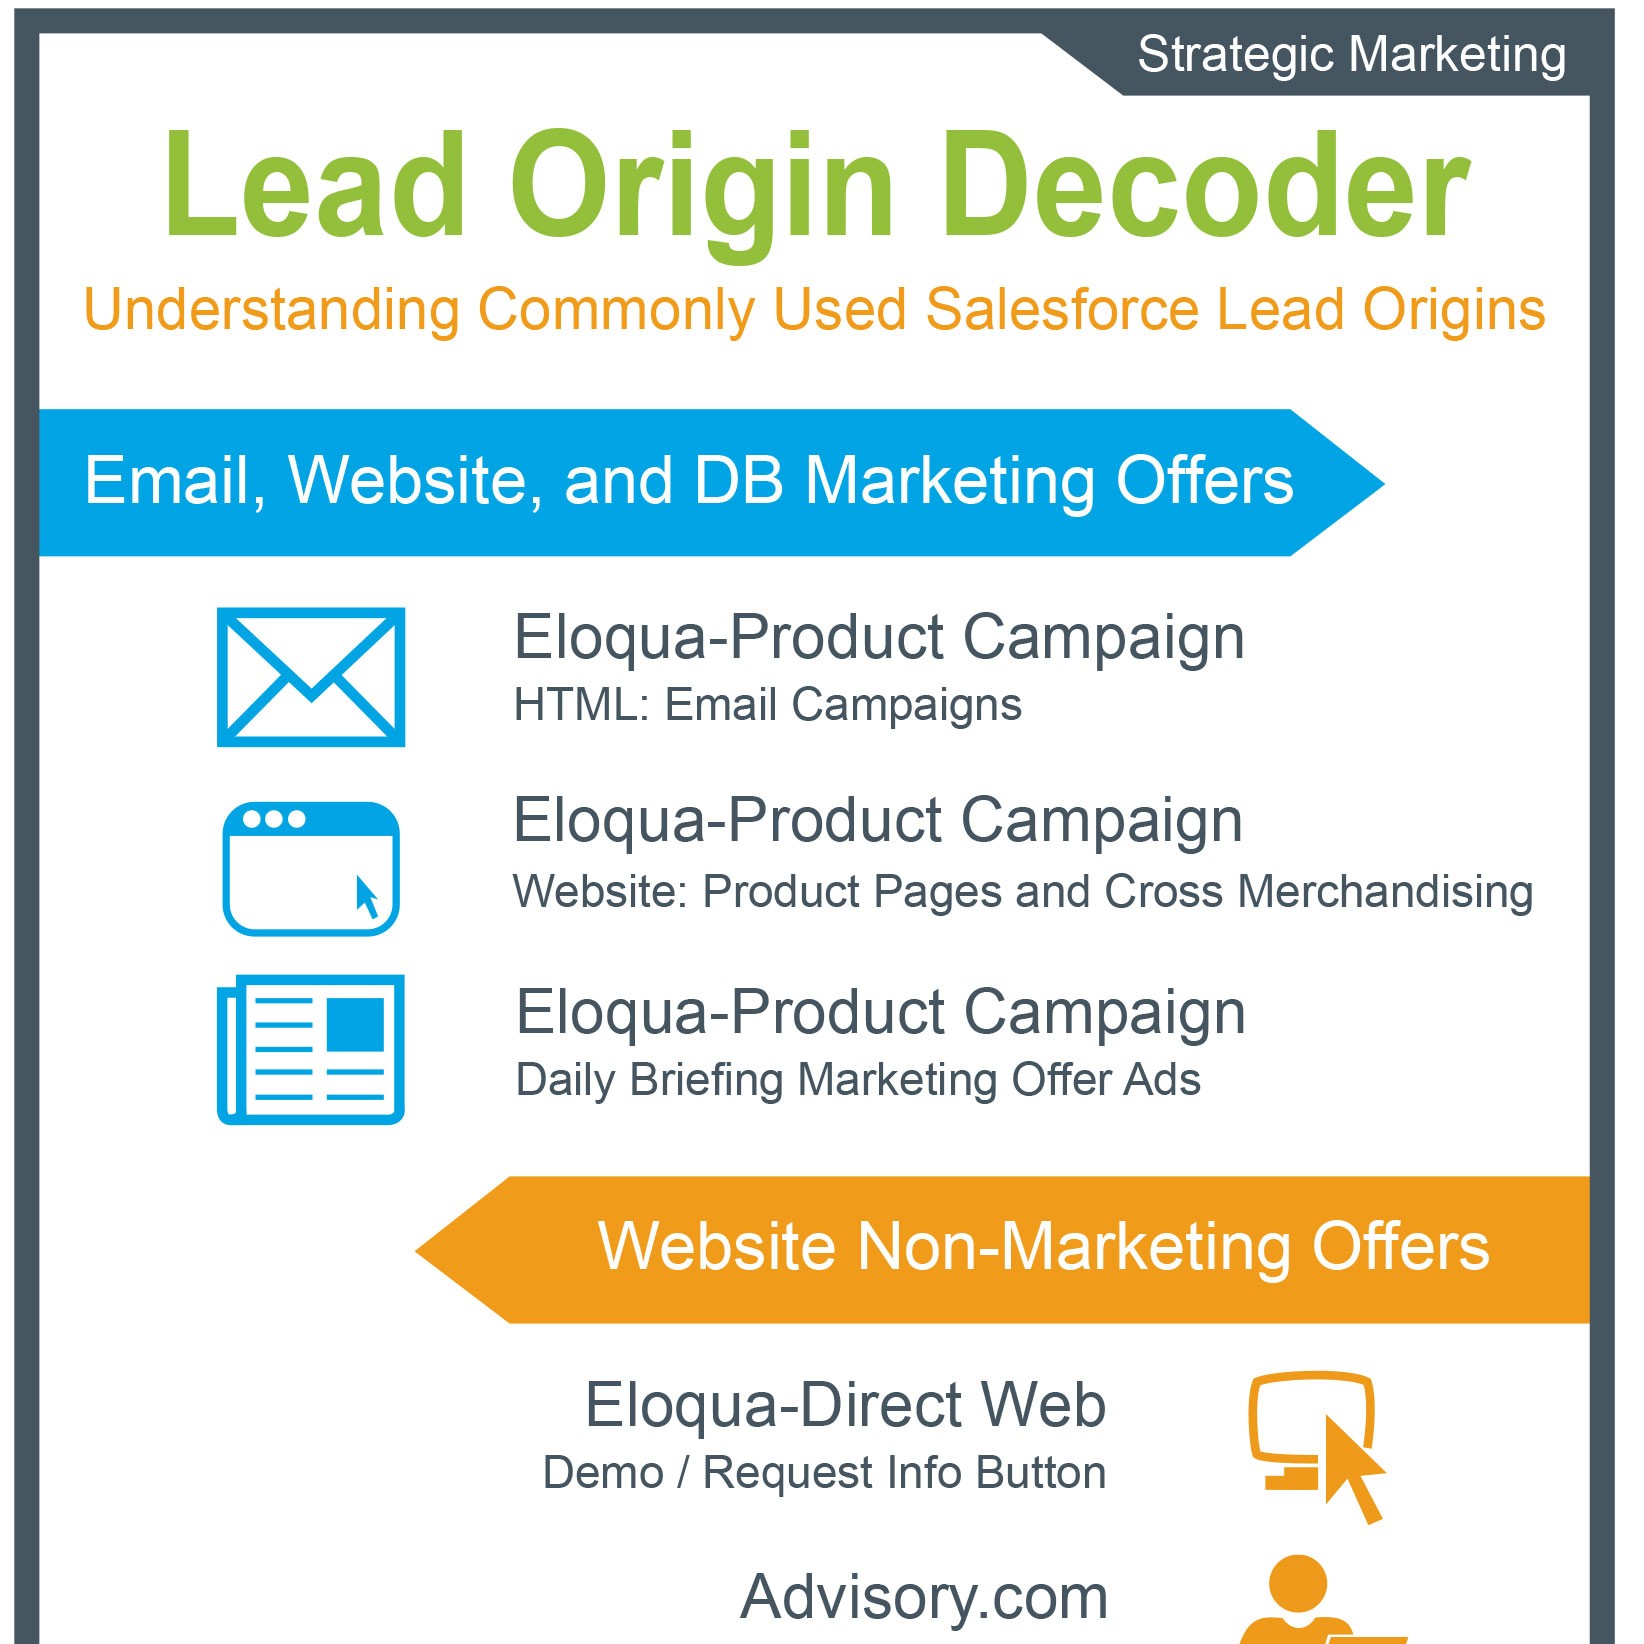 Strategic Marketing
Lead Origin Decoder
Understanding Commonly Used Salesforce Lead Origins
Email, Website, and DB Marketing Offers
Eloqua-Product Campaign
HTML: Email Campaigns
Eloqua-Product Campaign
Website: Product Pages and Cross Merchandising
Eloqua-Product Campaign
Daily Briefing Marketing Offer Ads
Website Non-Marketing Offers
Eloqua-Direct Web
Demo / Request Info Button
Advisory.com